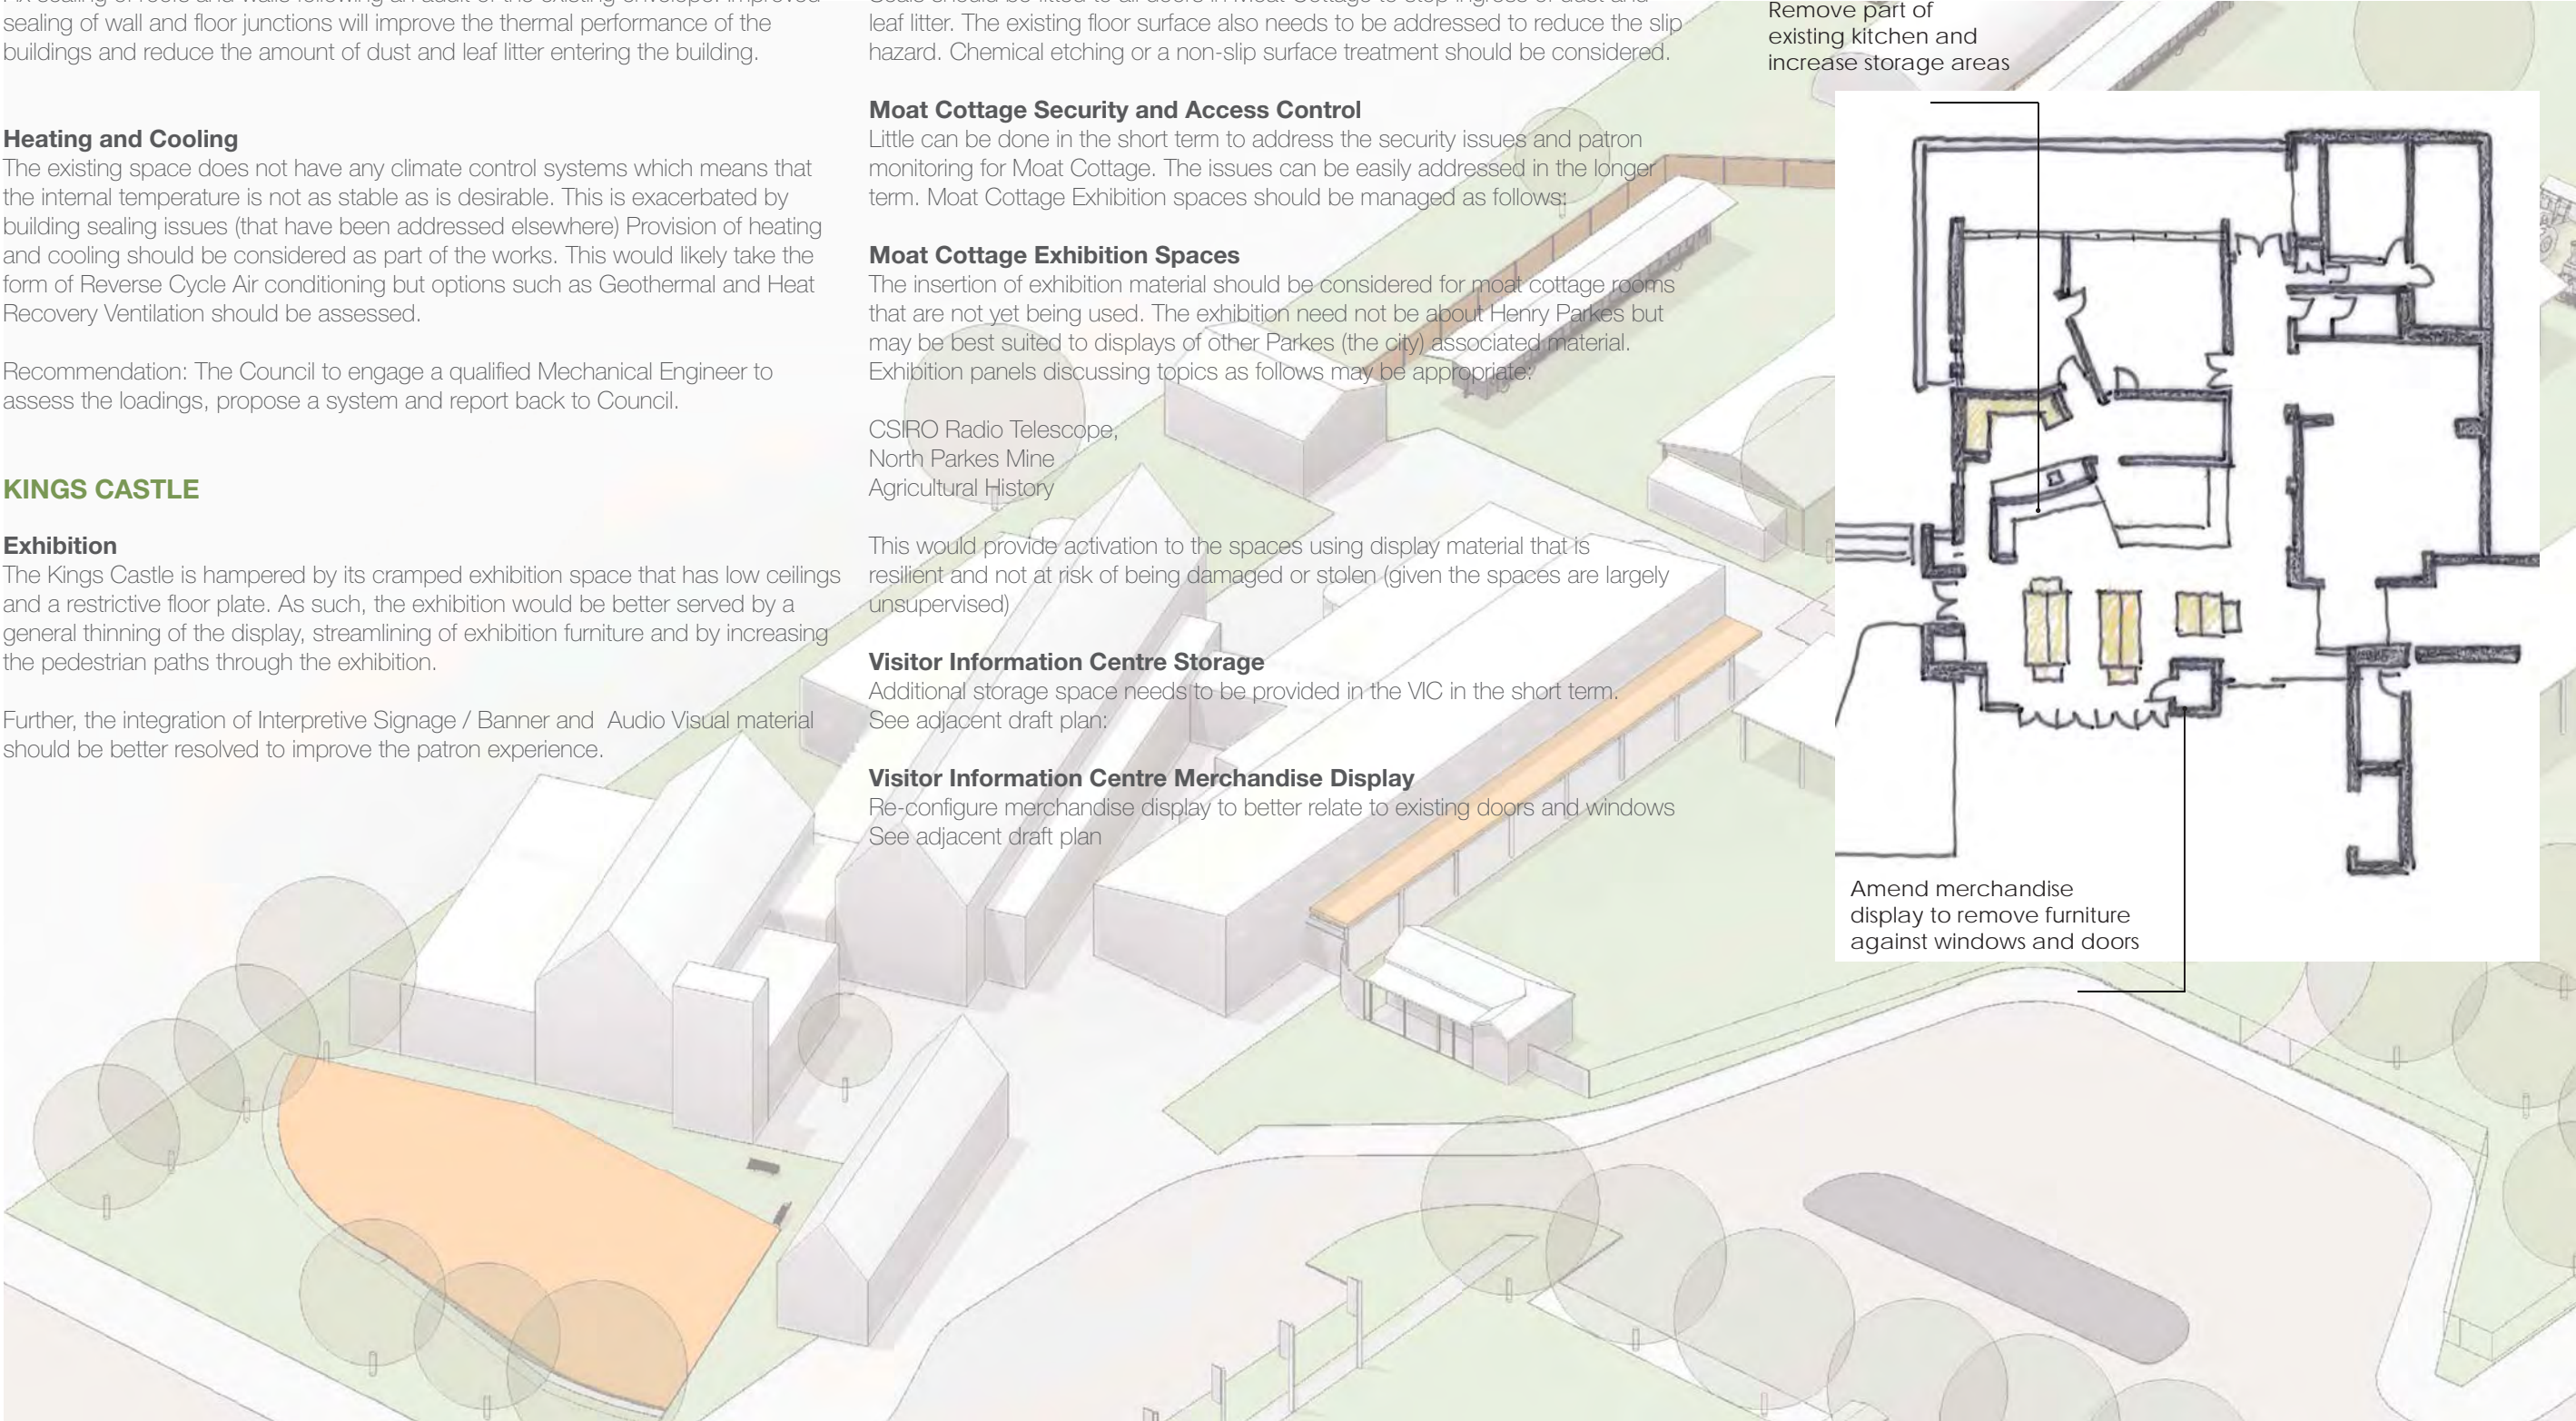 sealing of wall and floor junctions will improve the thermal performance of the
buildings and reduce the amount of dust and leaf litter entering the building.
Heating and Cooling
The existing space does not have any climate control systems which means that
the internal temperature is not as stable as is desirable. This is exacerbated by
building sealing issues (that have been addressed elsewhere) Provision of heating
and cooling should be considered as part of the works. This would likely take the
form of Reverse Cycle Air conditioning but options such as Geothermal and Heat
Recovery Ventilation should be assessed.
Recommendation: The Council to engage a qualified Mechanical Engineer to
assess the loadings, propose a system and report back to Council.
KINGS CASTLE
Exhibition
The Kings Castle is hampered by its cramped exhibition space that has low ceilings
and a restrictive floor plate. As such, the exhibition would be better served by a
general thinning of the display, streamlining of exhibition furniture and by increasing
the pedestrian paths through the exhibition.
Further, the integration of Interpretive Signage / Banner and  Audio Visual material
should be better resolved to improve the patron experience.
leaf litter. The existing floor surface also needs to be addressed to reduce the slip
hazard. Chemical etching or a non-slip surface treatment should be considered.
Moat Cottage Security and Access Control
Little can be done in the short term to address the security issues and patron
monitoring for Moat Cottage. The issues can be easily addressed in the longer
term. Moat Cottage Exhibition spaces should be managed as follows:
Moat Cottage Exhibition Spaces
The insertion of exhibition material should be considered for moat cottage rooms
that are not yet being used. The exhibition need not be about Henry Parkes but
may be best suited to displays of other Parkes (the city) associated material.
Exhibition panels discussing topics as follows may be appropriate:
CSIRO Radio Telescope,
North Parkes Mine
Agricultural History
This would provide activation to the spaces using display material that is
resilient and not at risk of being damaged or stolen (given the spaces are largely
unsupervised)
Visitor Information Centre Storage
Additional storage space needs to be provided in the VIC in the short term.
See adjacent draft plan:
Visitor Information Centre Merchandise Display
Re-configure merchandise display to better relate to existing doors and windows
See adjacent draft plan
Remove part of
existing kitchen and
increase storage areas
Amend merchandise
display to remove furniture
against windows and doors